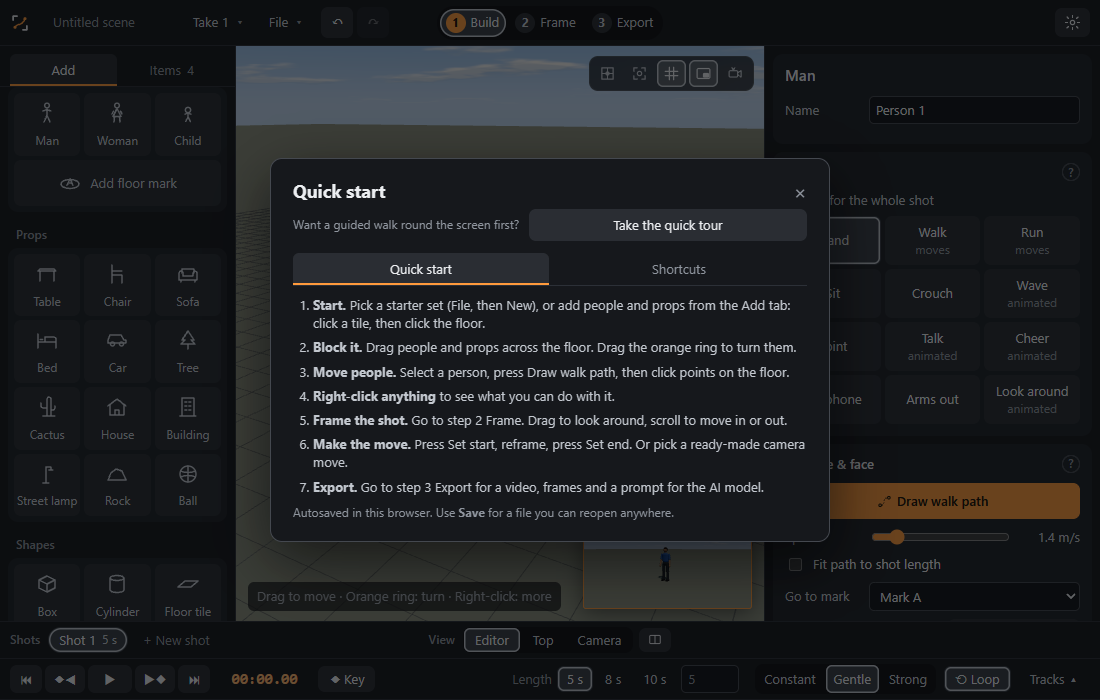 Untitled scene
Take 1
File
1 Build
2 Frame
3 Export
Add
Items 4
Man
Woman
Child
Add floor mark
Props
Table
Chair
Sofa
Bed
Car
Tree
Cactus
House
Building
Street lamp
Rock
Ball
Shapes
Box
Cylinder
Floor tile
Quick start
Want a guided walk round the screen first?
Take the quick tour
Quick start
Shortcuts
1. Start. Pick a starter set (File, then New), or add people and props from the Add tab:
click a tile, then click the floor.
2. Block it. Drag people and props across the floor. Drag the orange ring to turn them.
3. Move people. Select a person, press Draw walk path, then click points on the floor.
4. Right-click anything to see what you can do with it.
5. Frame the shot. Go to step 2 Frame. Drag to look around, scroll to move in or out.
6. Make the move. Press Set start, reframe, press Set end. Or pick a ready-made camera
move.
7. Export. Go to step 3 Export for a video, frames and a prompt for the AI model.
Autosaved in this browser. Use Save for a file you can reopen anywhere.
Drag to move · Orange ring: turn · Right-click: more
Man
Name
Person 1
?
for the whole shot
Walk
moves
Run
moves
Crouch
Wave
animated
Talk
animated
Cheer
animated
Arms out
Look around
animated
& face
?
Draw walk path
1.4 m/s
Fit path to shot length
Go to mark
Mark A
Shots
Shot 1 5 s
+ New shot
View
Editor
Top
Camera
00:00.00
Key
Length
5 s
8 s
10 s
5
Constant
Gentle
Strong
Loop
Tracks